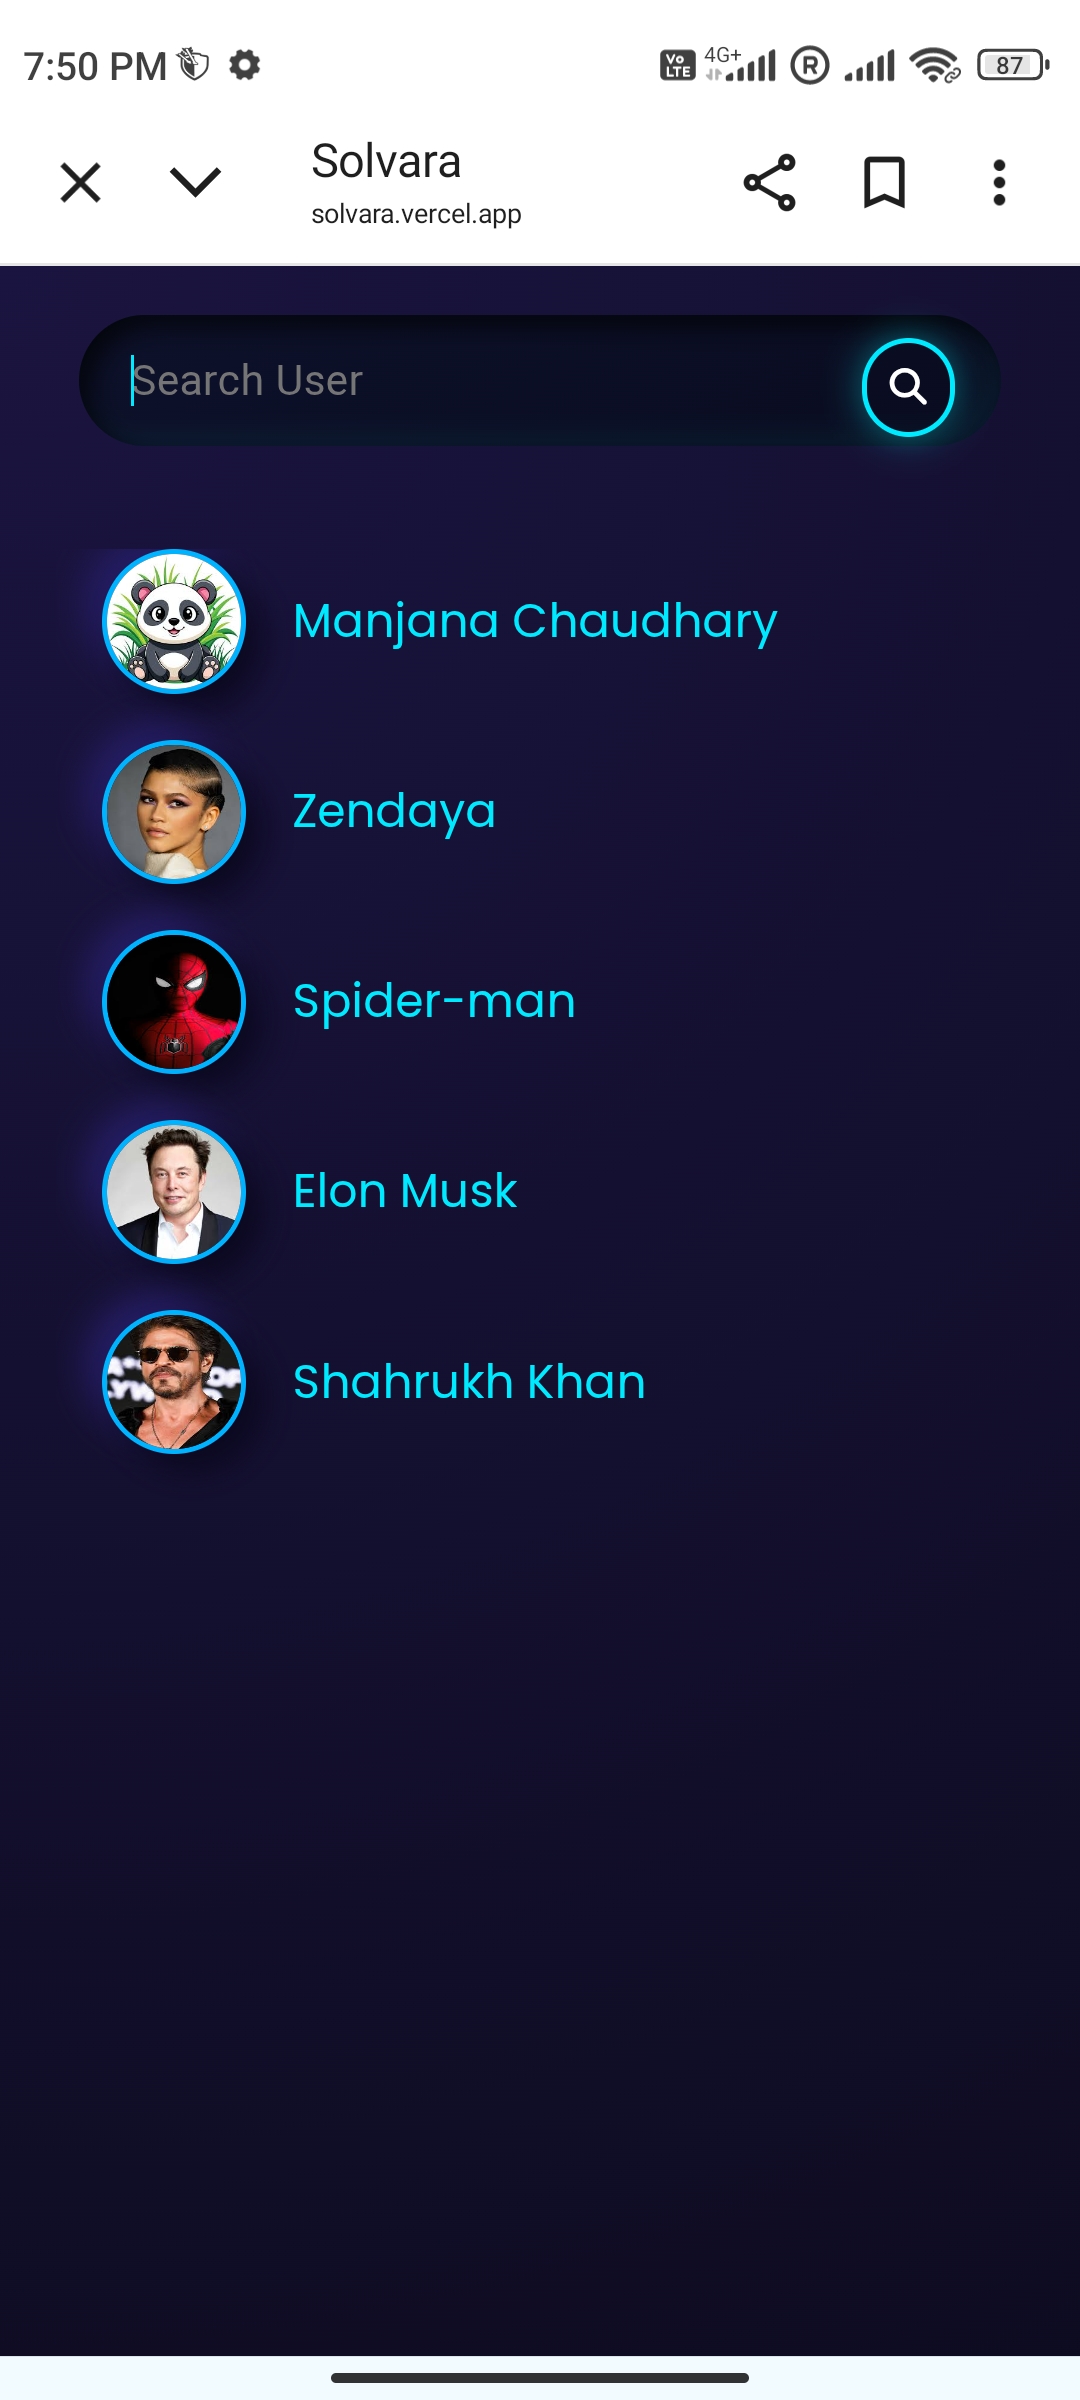 7:50 PM
Vo LTE 4G+ R 87
Solvara
solvara.vercel.app
Search User
Manjana Chaudhary
Zendaya
Spider-man
Elon Musk
Shahrukh Khan